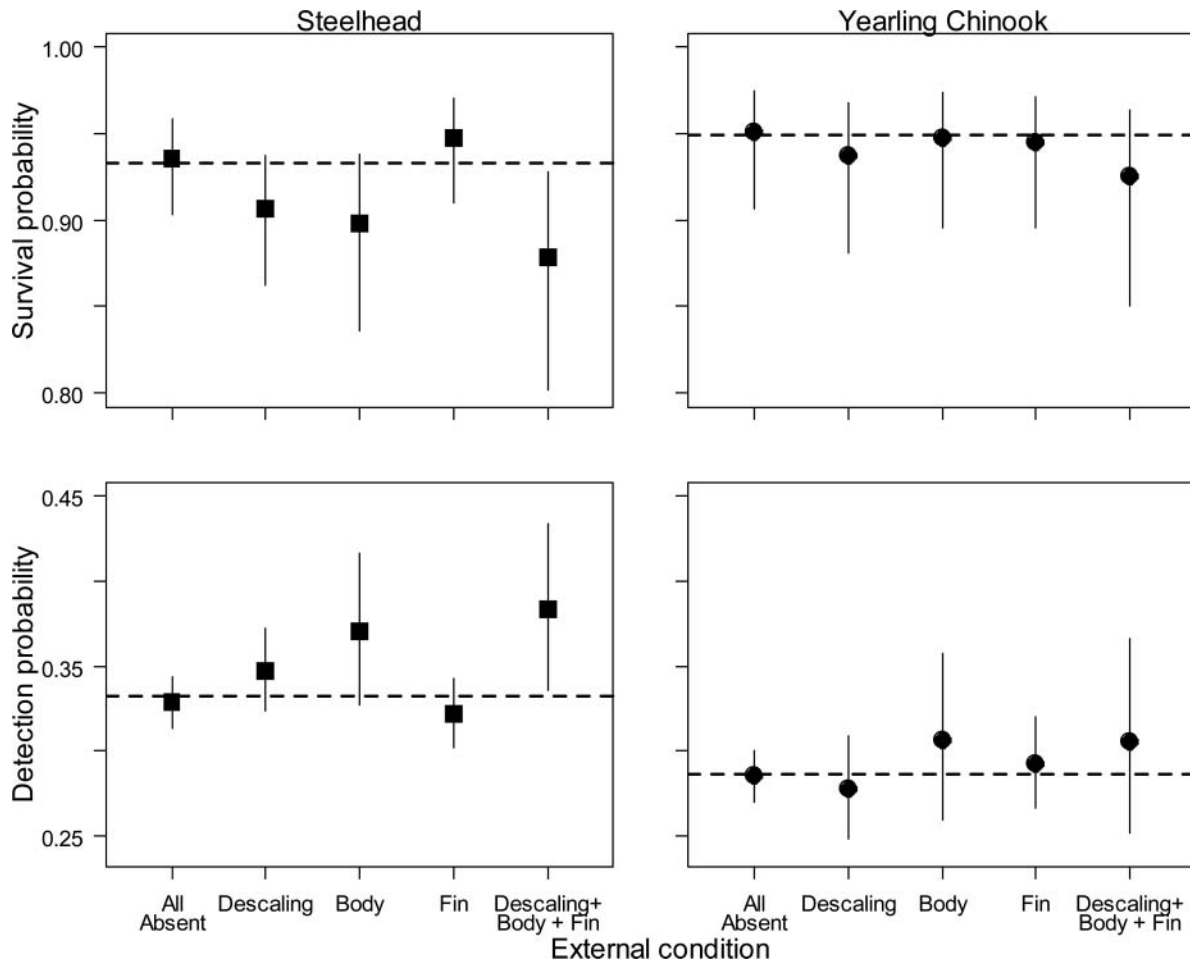 Steelhead
Yearling Chinook
Survival probability
1.00
0.90
0.80
Detection probability
0.45
0.35
0.25
All
Absent
Descaling
Body
Fin
Descaling+
Body + Fin
All
Absent
Descaling
Body
Fin
Descaling+
Body + Fin
External condition